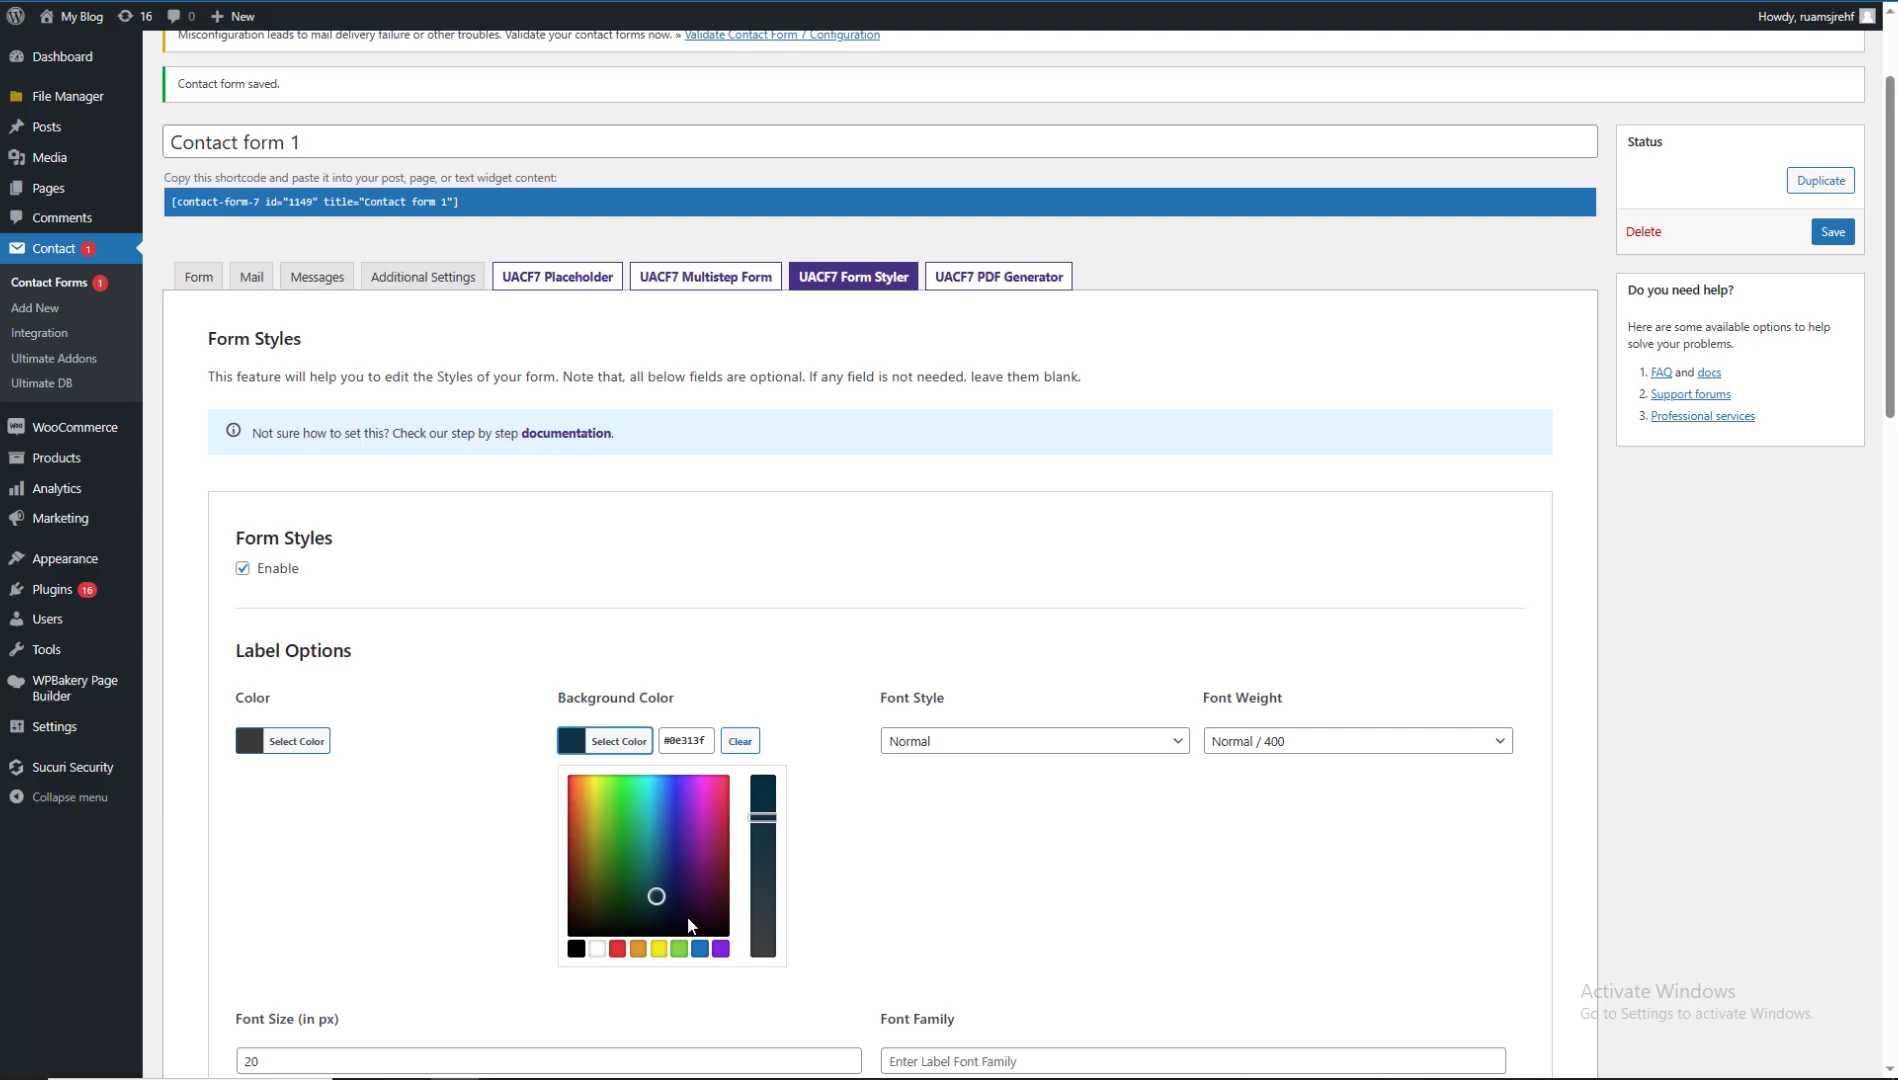 My Blog
16
0
New
Howdy, ruamsjrehf
Misconfiguration leads to mail delivery failure or other troubles. Validate your contact forms now. » Validate Contact Form 7 Configuration
Dashboard
File Manager
Posts
Media
Pages
Comments
Contact 1
Contact Forms 1
Add New
Integration
Ultimate Addons
Ultimate DB
WooCommerce
Products
Analytics
Marketing
Appearance
Plugins 16
Users
Tools
WPBakery Page
Builder
Settings
Sucuri Security
Collapse menu
Contact form saved.
Contact form 1
Copy this shortcode and paste it into your post, page, or text widget content:
[contact-form-7 id="1149" title="Contact form 1"]
Form
Mail
Messages
Additional Settings
UACF7 Placeholder
UACF7 Multistep Form
UACF7 Form Styler
UACF7 PDF Generator
Form Styles
This feature will help you to edit the Styles of your form. Note that, all below fields are optional. If any field is not needed, leave them blank.
Not sure how to set this? Check our step by step documentation.
Form Styles
Enable
Label Options
Color
Background Color
Font Style
Font Weight
Select Color
Select Color
#0e313f
Clear
Normal
Normal / 400
Font Size (in px)
Font Family
20
Enter Label Font Family
Status
Duplicate
Delete
Save
Do you need help?
Here are some available options to help
solve your problems.
1. FAQ and docs
2. Support forums
3. Professional services
Activate Windows
Go to Settings to activate Windows.